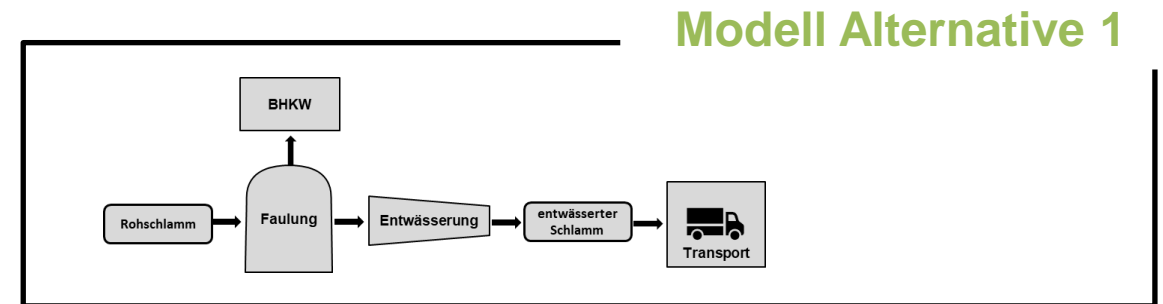 Modell Alternative 1
BHKW
Rohschlamm
Faulung
Entwässerung
entwässerter
Schlamm
Transport